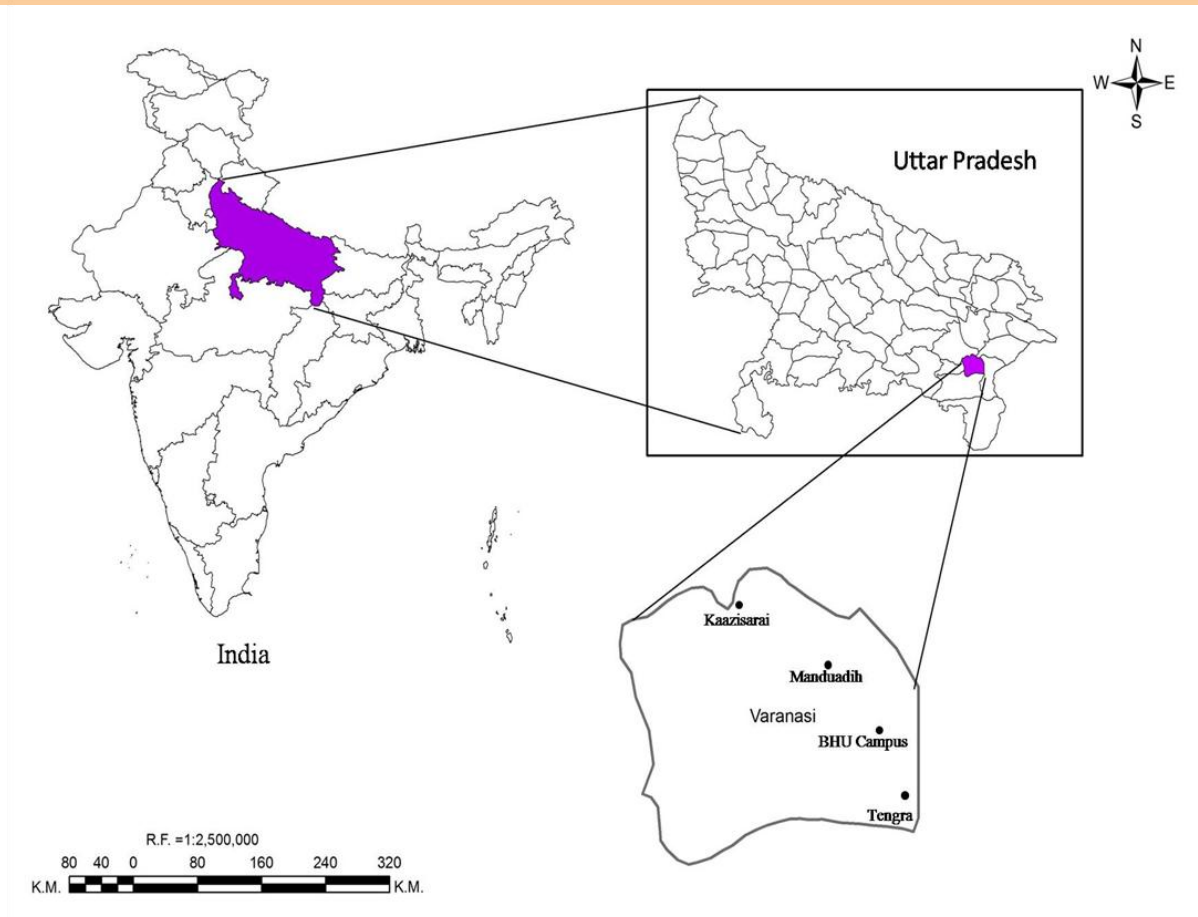 N
W E
S
Uttar Pradesh
India
Kaazisarai
Manduadih
Varanasi
BHU Campus
Tengra
R.F. =1:2,500,000
80 40 0 80 160 240 320
K.M. K.M.